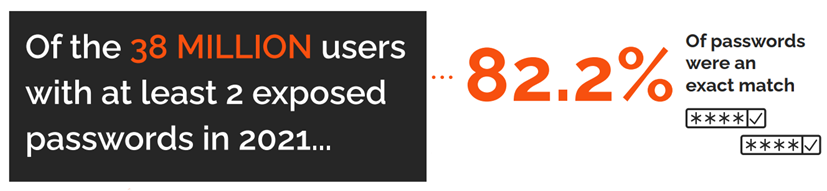 Of the 38 MILLION users
with at least 2 exposed
passwords in 2021...
... 82.2%
Of passwords
were an
exact match
****
****